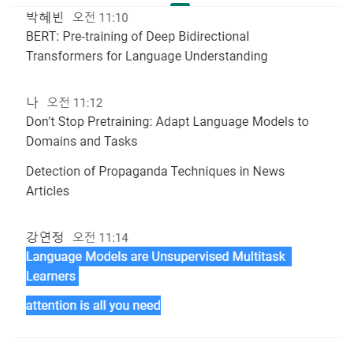 박혜빈 오전 11:10
BERT: Pre-training of Deep Bidirectional
Transformers for Language Understanding
나 오전 11:12
Don't Stop Pretraining: Adapt Language Models to
Domains and Tasks
Detection of Propaganda Techniques in News
Articles
강연정 오전 11:14
Language Models are Unsupervised Multitask
Learners
attention is all you need